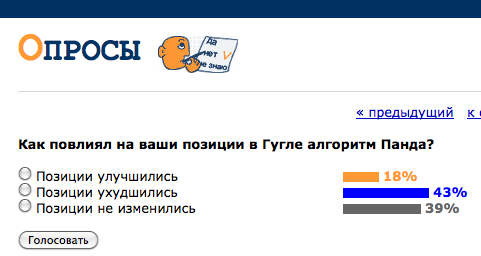 Опросы
Да
нет
не знаю
« предыдущий
Как повлиял на ваши позиции в Гугле алгоритм Панда?
Позиции улучшились 18%
Позиции ухудшились 43%
Позиции не изменились 39%
Голосовать